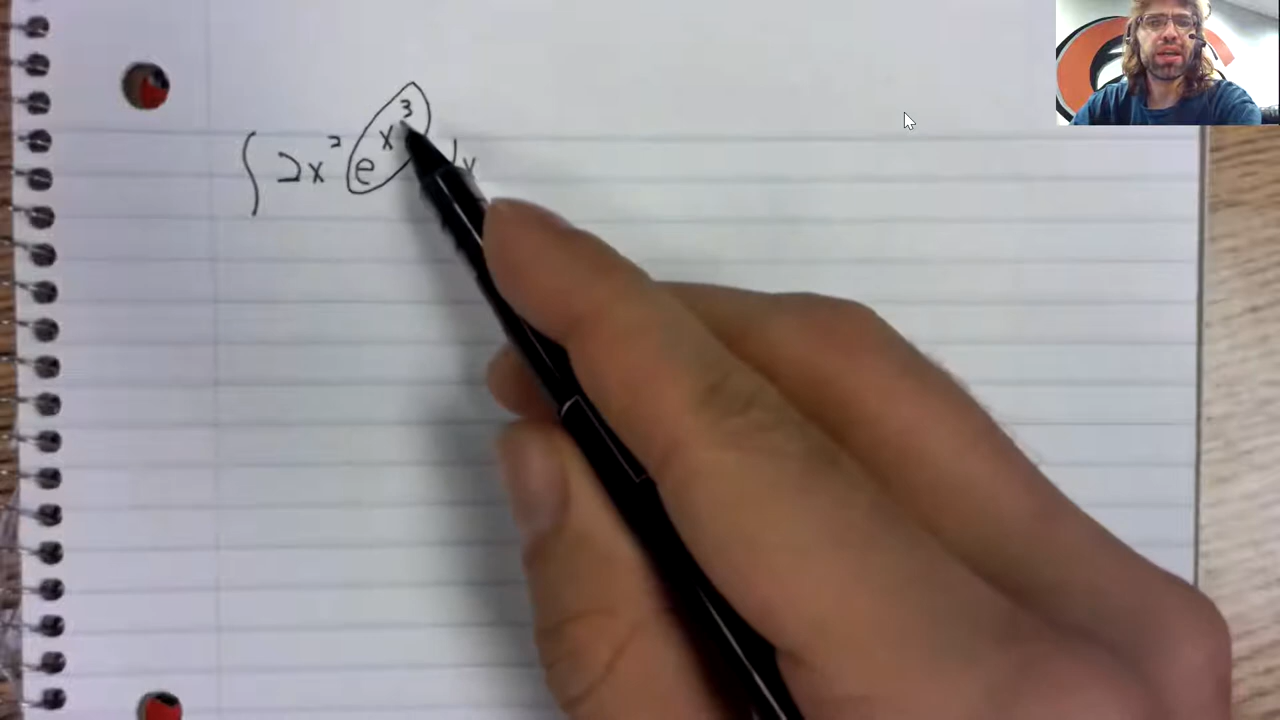 ∫ 2x² e^{x³} dx